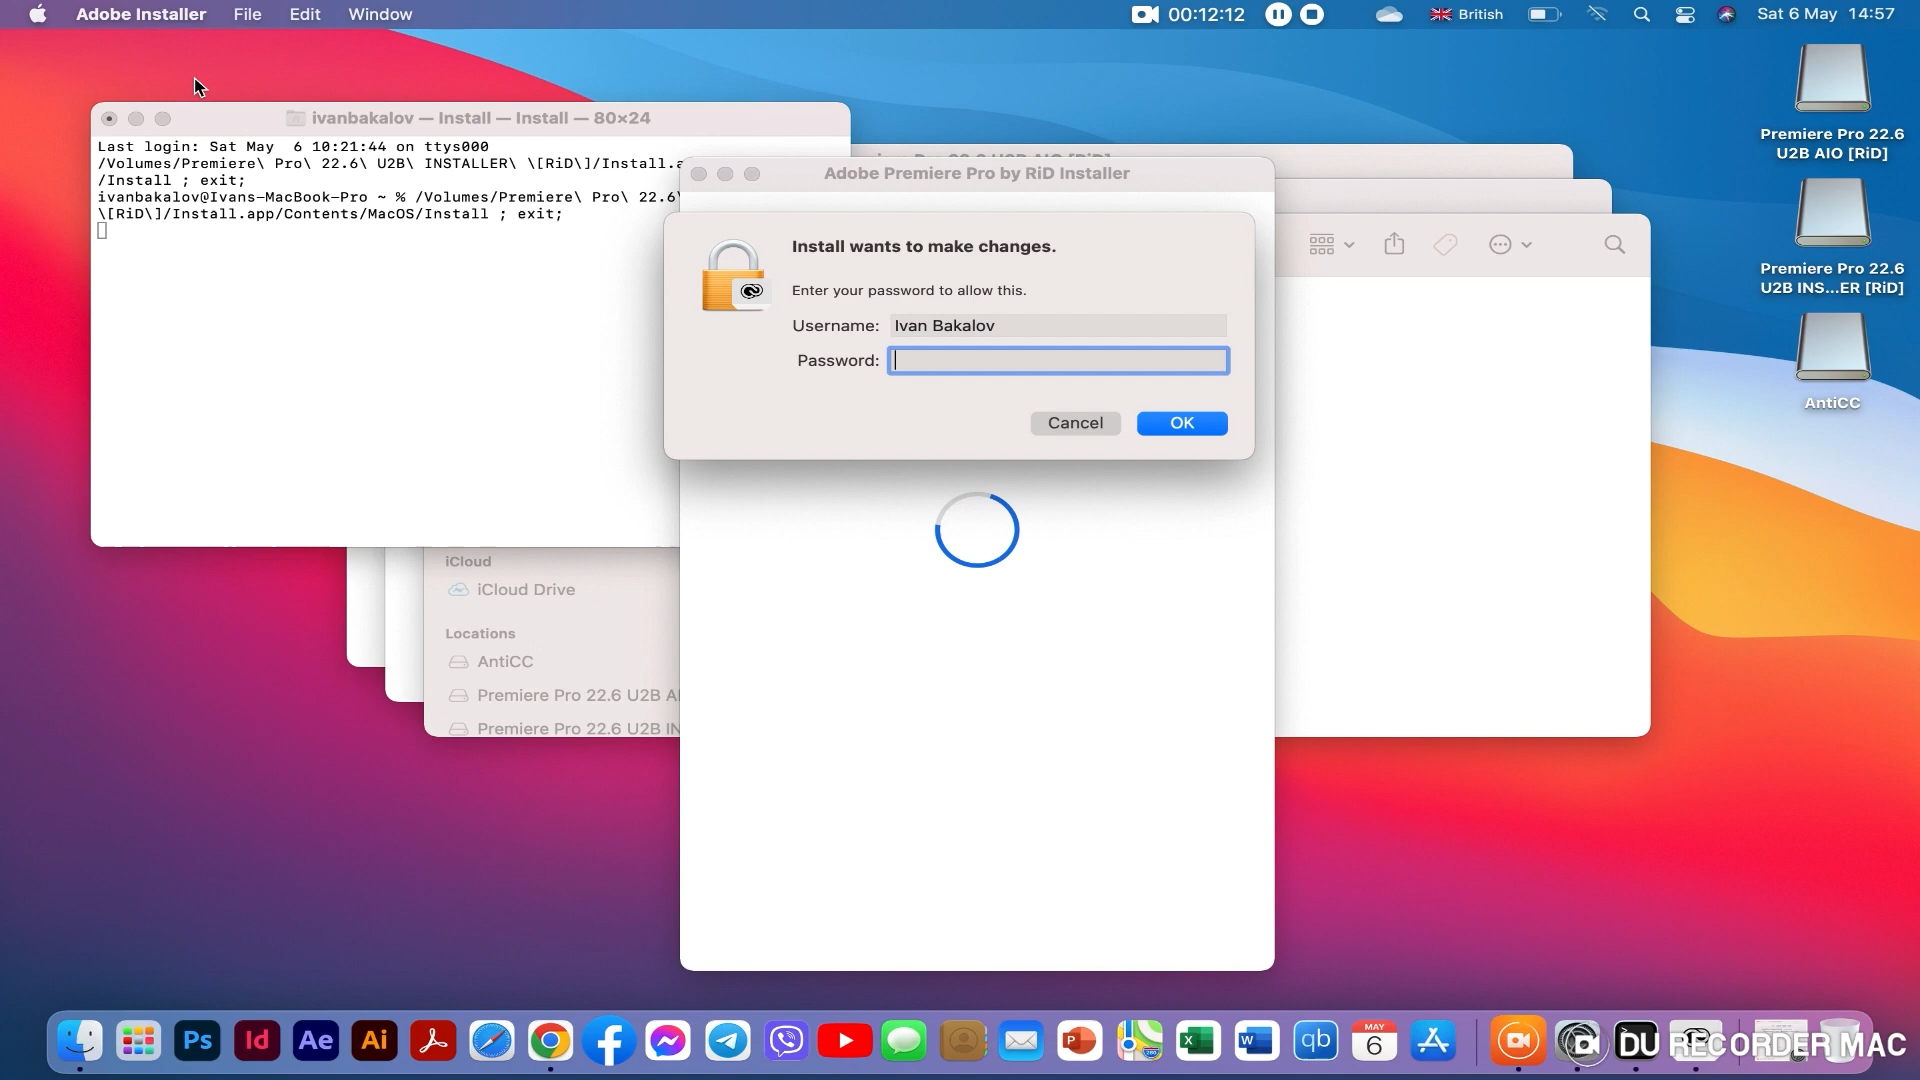 Adobe Installer File Edit Window
00:12:12
British
Sat 6 May 14:57
ivanbakalov — Install — Install — 80×24
Last login: Sat May  6 10:21:44 on ttys000
/Volumes/Premiere\ Pro\ 22.6\ U2B\ INSTALLER\ \[RiD\]/Install.a
/Install ; exit;
ivanbakalov@Ivans-MacBook-Pro ~ % /Volumes/Premiere\ Pro\ 22.6\
\[RiD\]/Install.app/Contents/MacOS/Install ; exit;
Adobe Premiere Pro by RiD Installer
Install wants to make changes.
Enter your password to allow this.
Username: Ivan Bakalov
Password:
Cancel OK
iCloud
iCloud Drive
Locations
AntiCC
Premiere Pro 22.6 U2B AI
Premiere Pro 22.6 U2B IN
Premiere Pro 22.6
U2B AIO [RiD]
Premiere Pro 22.6
U2B INS...ER [RiD]
AntiCC
Ps Id Ae Ai
P X W qb
MAY
6
DU RECORDER MAC